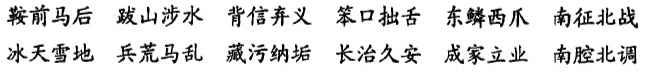 鞍前马后 跋山涉水 背信弃义 笨口拙舌 东鳞西爪 南征北战
冰天雪地 兵荒马乱 藏污纳垢 长治久安 成家立业 南腔北调